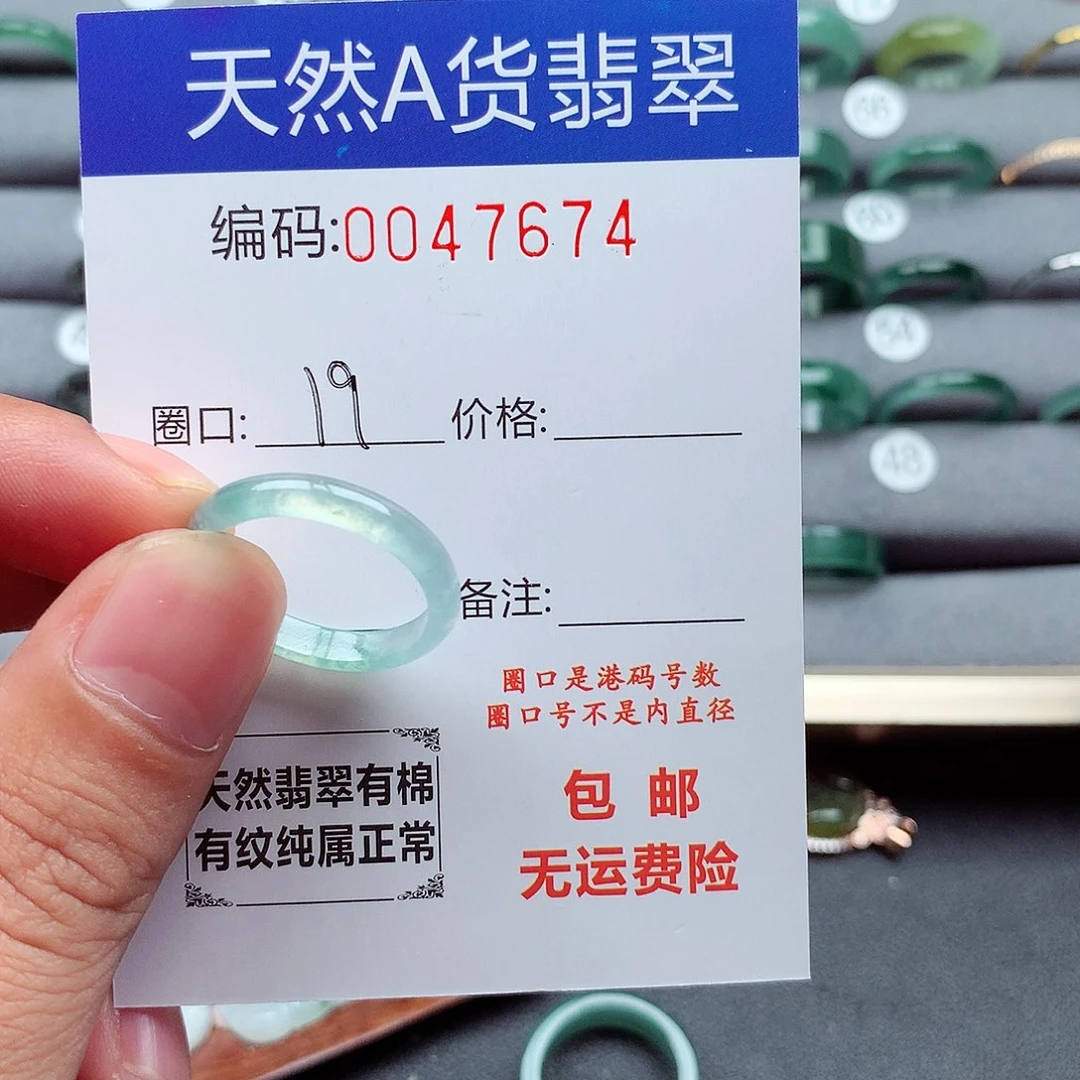 天然A货翡翠
编码:0047674
圈口: 19 价格:
备注:
圈口是港码号数
圈口号不是内直径
天然翡翠有棉
有纹纯属正常
包邮
无运费险
66
60
54
48